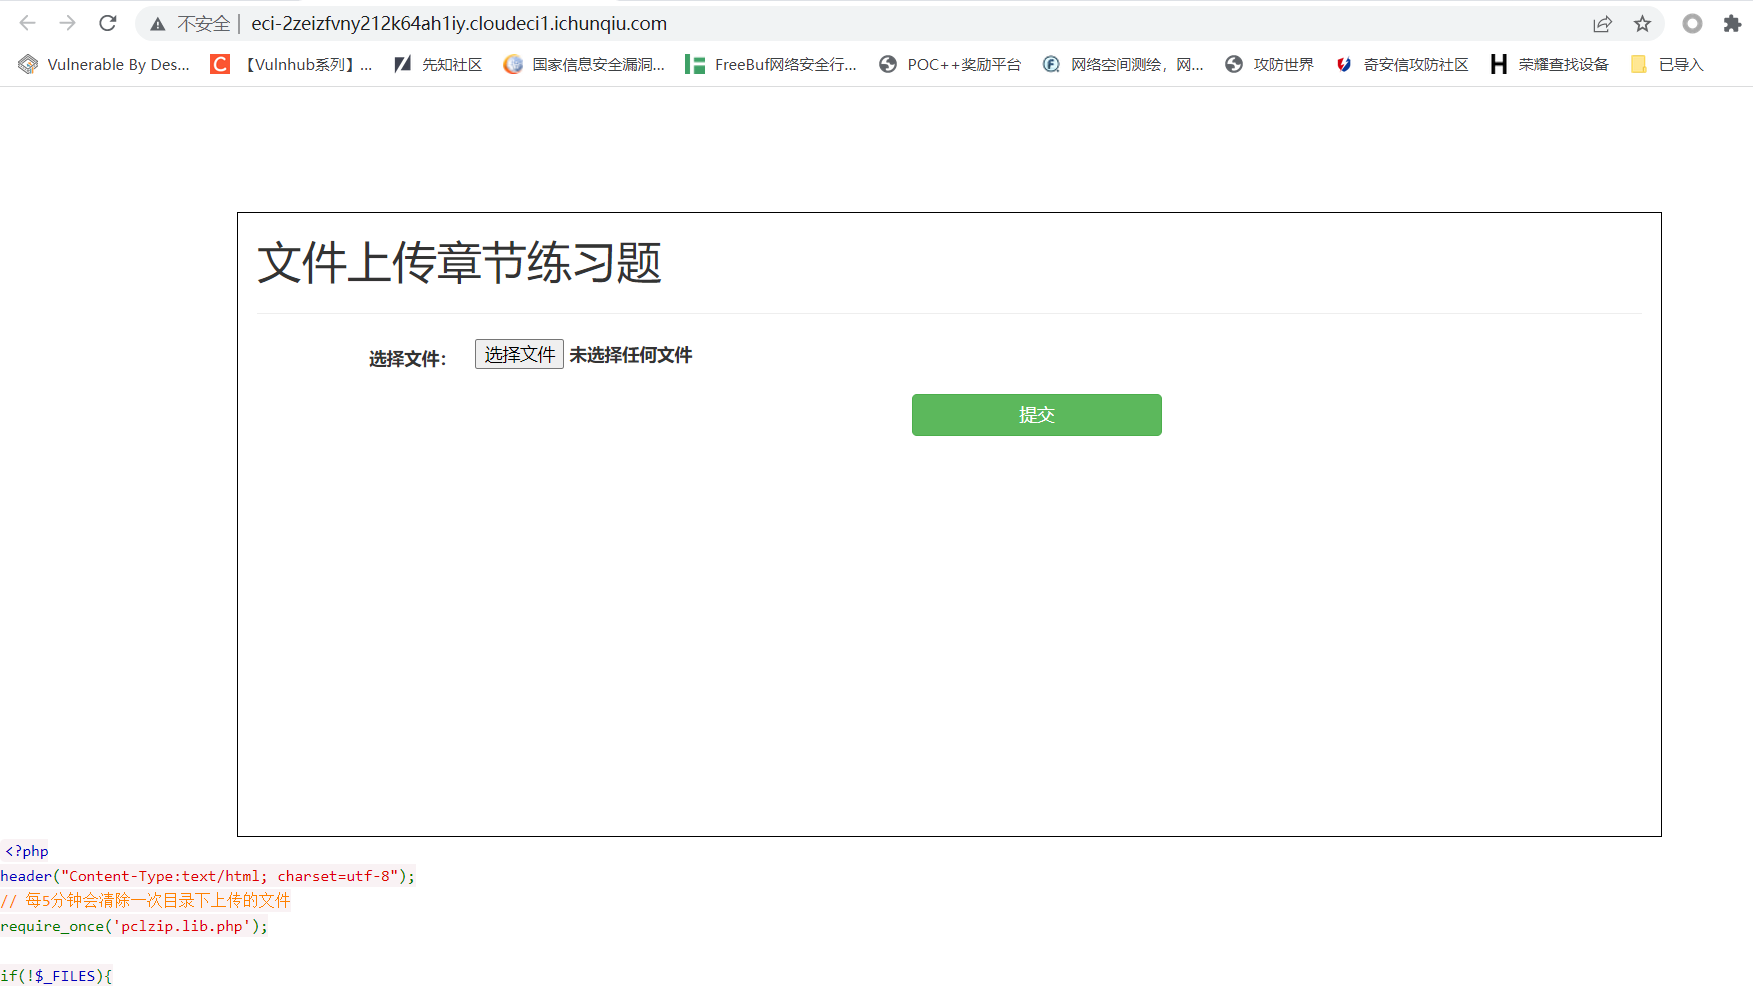 不安全 | eci-2zeizfvny212k64ah1iy.cloudeci1.ichunqiu.com
Vulnerable By Des... 【Vulnhub系列】... 先知社区 国家信息安全漏洞... FreeBuf网络安全行... POC++奖励平台 网络空间测绘，网... 攻防世界 奇安信攻防社区 荣耀查找设备 已导入
文件上传章节练习题
选择文件： 选择文件 未选择任何文件
提交
<?php
header("Content-Type:text/html; charset=utf-8");
// 每5分钟会清除一次目录下上传的文件
require_once('pclzip.lib.php');
if(!$_FILES){